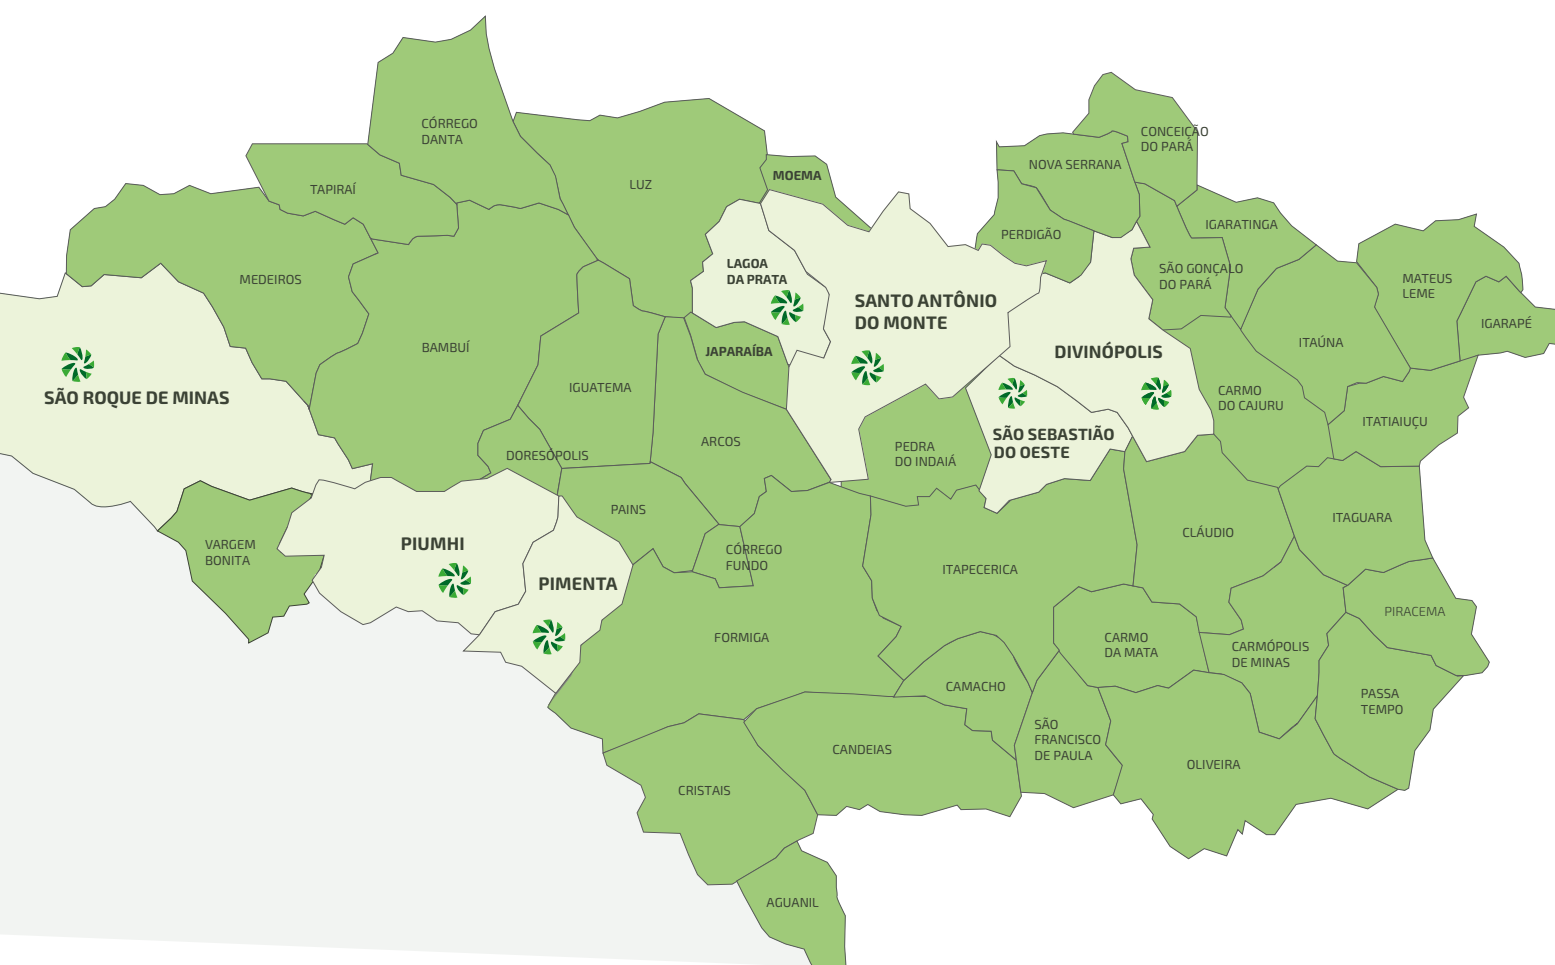 CÓRREGO
DANTA
CONCEIÇÃO
DO PARÁ
NOVA SERRANA
MOEMA
LUZ
TAPIRAÍ
IGARATINGA
PERDIGÃO
LAGOA
DA PRATA
SÃO GONÇALO
DO PARÁ
MEDEIROS
MATEUS
LEME
SANTO ANTÔNIO
DO MONTE
IGARAPÉ
BAMBUÍ
ITAÚNA
JAPARAÍBA
DIVINÓPOLIS
IGUATEMA
SÃO ROQUE DE MINAS
CARMO
DO CAJURU
ITATIAIUÇU
SÃO SEBASTIÃO
DO OESTE
ARCOS
PEDRA
DO INDAIÁ
DORESÓPOLIS
PAINS
ITAGUARA
CLÁUDIO
VARGEM
BONITA
PIUMHI
CÓRREGO
FUNDO
ITAPECERICA
PIMENTA
PIRACEMA
FORMIGA
CARMO
DA MATA
CARMÓPOLIS
DE MINAS
CAMACHO
PASSA
TEMPO
SÃO
FRANCISCO
DE PAULA
CANDEIAS
OLIVEIRA
CRISTAIS
AGUANIL